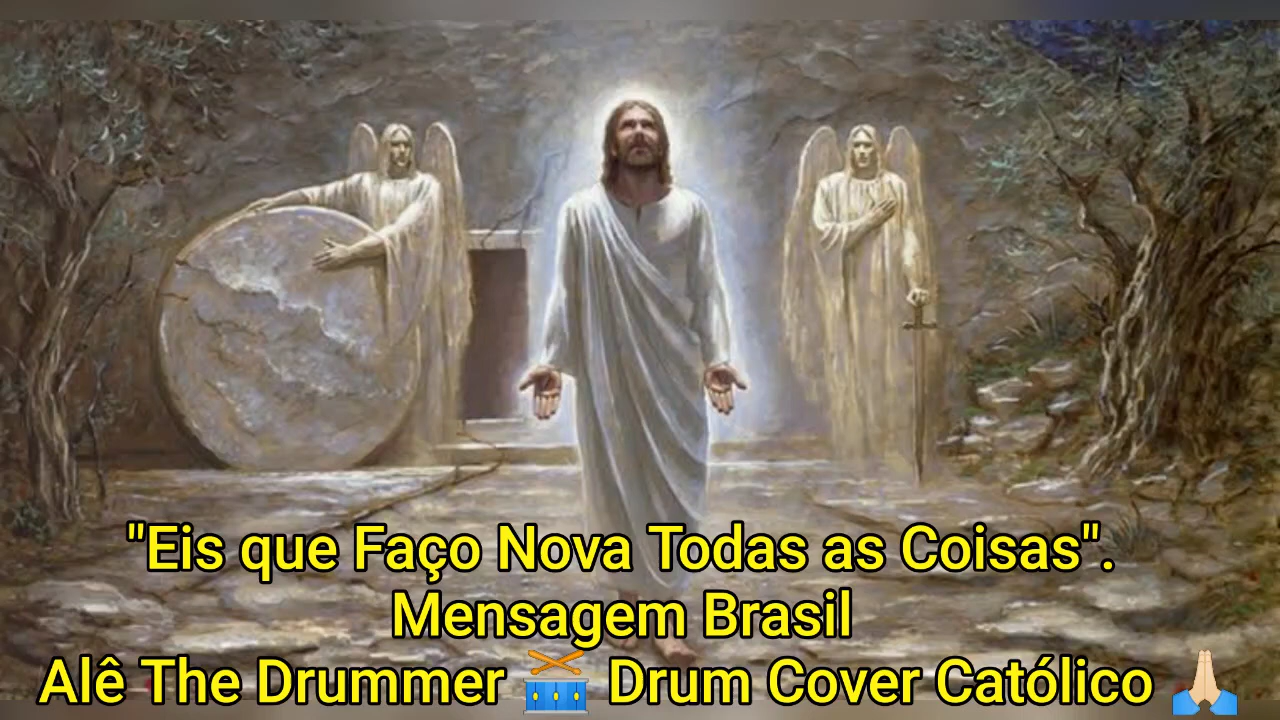 "Eis que Faço Nova Todas as Coisas".
Mensagem Brasil
Alê The Drummer 🥁 Drum Cover Católico 🙏🏼